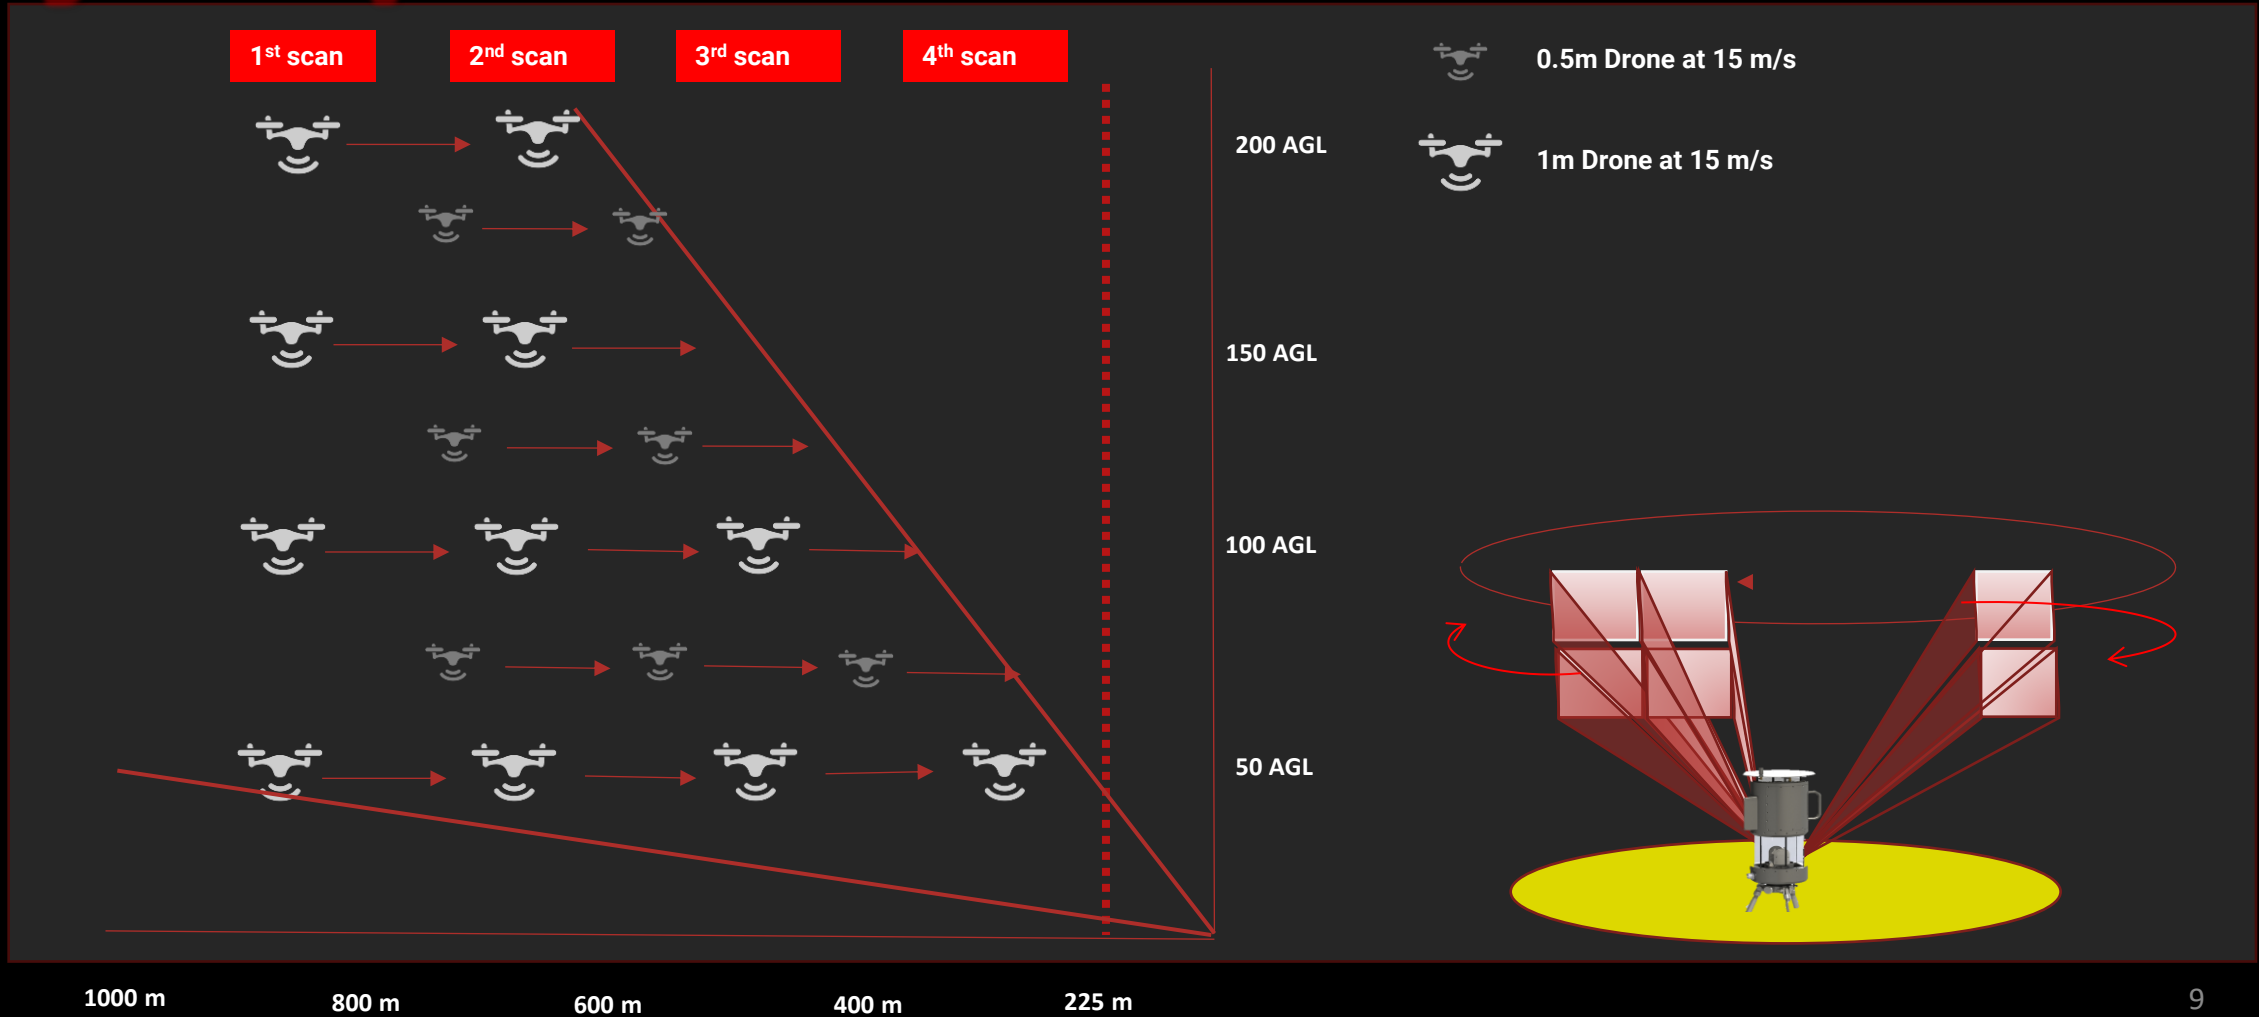 1st scan
2nd scan
3rd scan
4th scan
0.5m Drone at 15 m/s
1m Drone at 15 m/s
200 AGL
150 AGL
100 AGL
50 AGL
1000 m
800 m
600 m
400 m
225 m
9